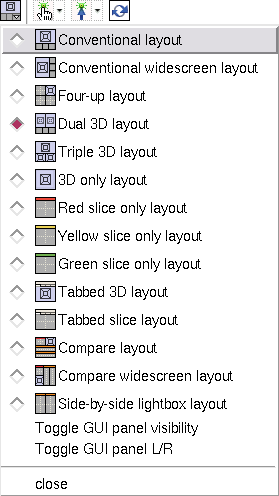 Conventional layout
Conventional widescreen layout
Four-up layout
Dual 3D layout
Triple 3D layout
3D only layout
Red slice only layout
Yellow slice only layout
Green slice only layout
Tabbed 3D layout
Tabbed slice layout
Compare layout
Compare widescreen layout
Side-by-side lightbox layout
Toggle GUI panel visibility
Toggle GUI panel L/R
close